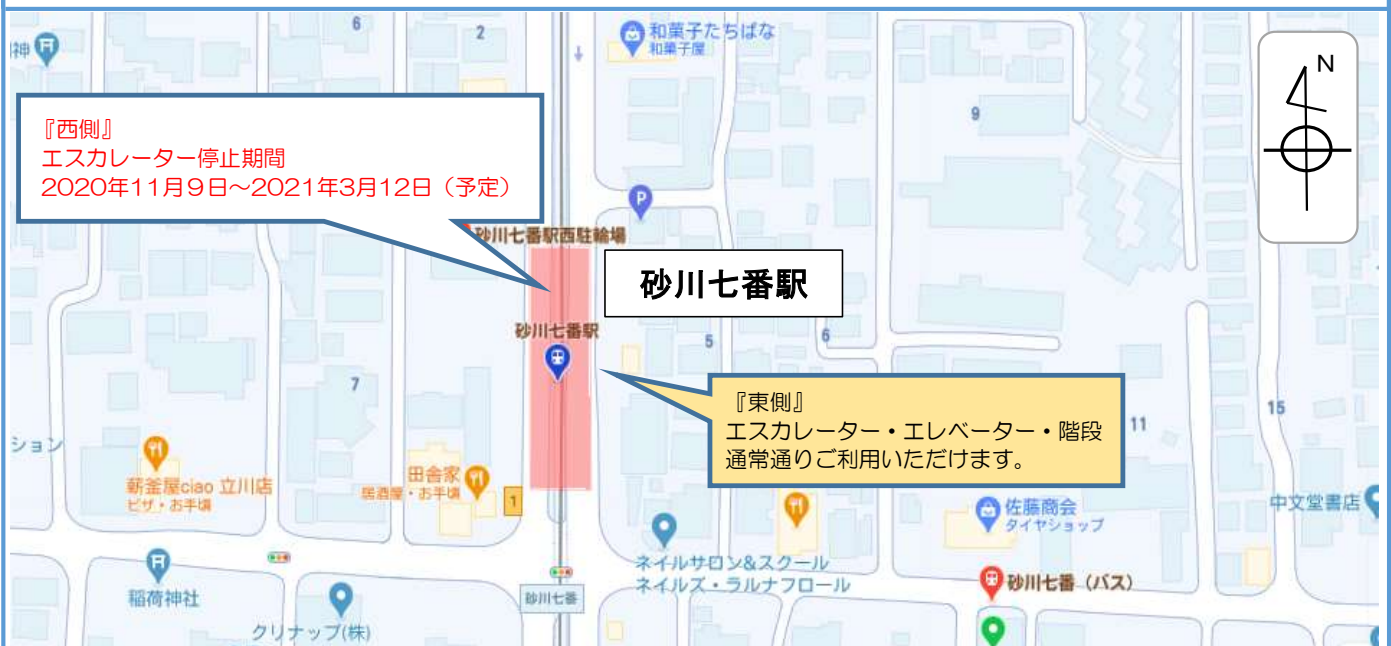 6
2
神
和菓子たちばな
和菓子屋
N
『西側』
エスカレーター停止期間
2020年11月9日～2021年3月12日（予定）
9
P
砂川七番駅西駐輪場
砂川七番駅
砂川七番駅
5
6
7
『東側』
エスカレーター・エレベーター・階段
通常通りご利用いただけます。
11
15
ション
薪釜屋ciao 立川店
ピザ・お手頃
田舎家
居酒屋・お手頃
1
佐藤商会
タイヤショップ
中文堂書店
ネイルサロン&スクール
ネイルズ・ラルナフロール
稲荷神社
砂川七番
砂川七番（バス）
クリナップ(株)